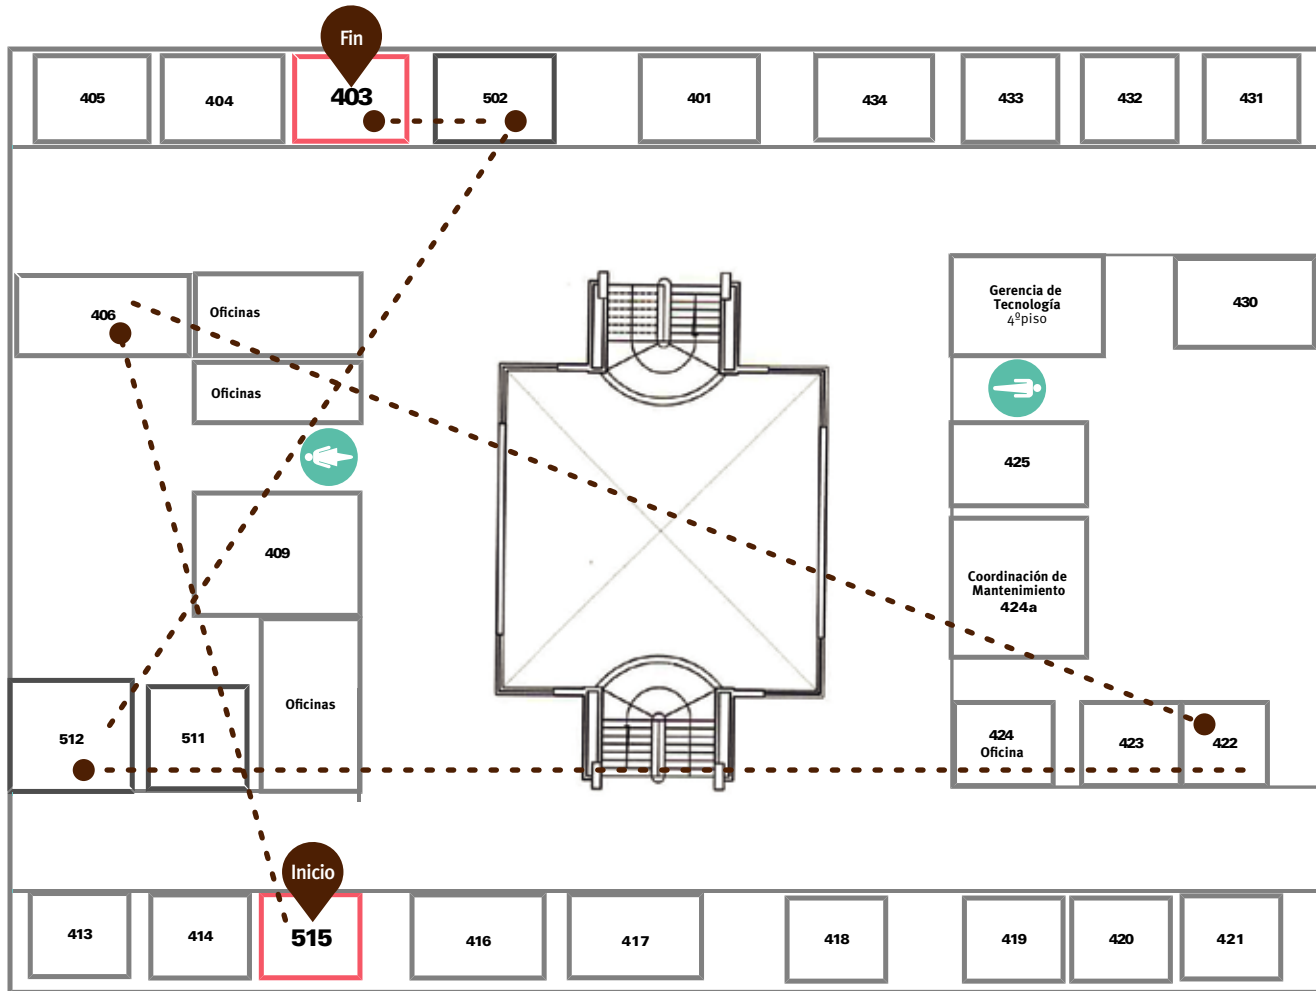 Fin
405
404
403
502
401
434
433
432
431
406
Oficinas
Gerencia de
Tecnología
4ºpiso
430
Oficinas
425
409
Coordinación de
Mantenimiento
424a
Oficinas
512
511
424
Oficina
423
422
Inicio
413
414
515
416
417
418
419
420
421